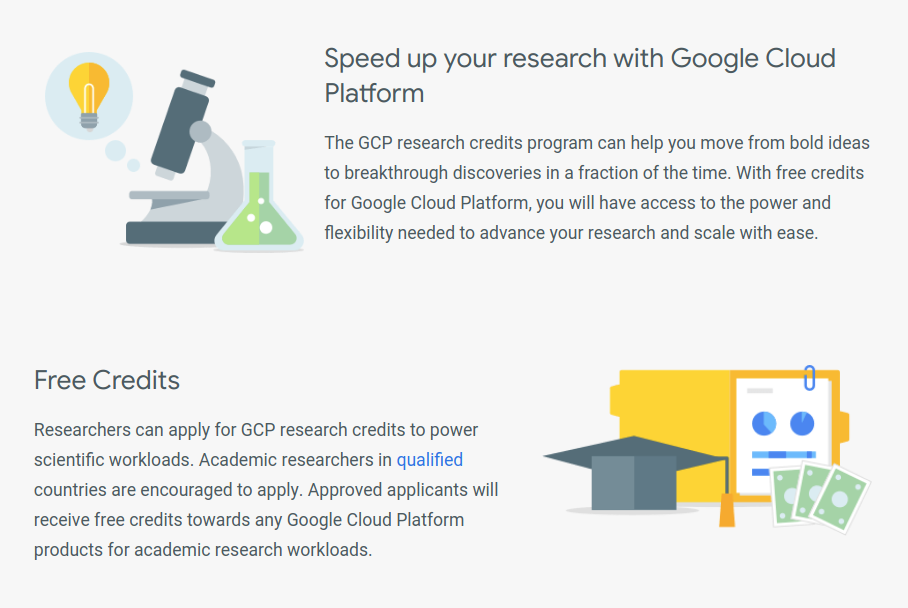 Speed up your research with Google Cloud
Platform
The GCP research credits program can help you move from bold ideas
to breakthrough discoveries in a fraction of the time. With free credits
for Google Cloud Platform, you will have access to the power and
flexibility needed to advance your research and scale with ease.
Free Credits
Researchers can apply for GCP research credits to power
scientific workloads. Academic researchers in qualified
countries are encouraged to apply. Approved applicants will
receive free credits towards any Google Cloud Platform
products for academic research workloads.